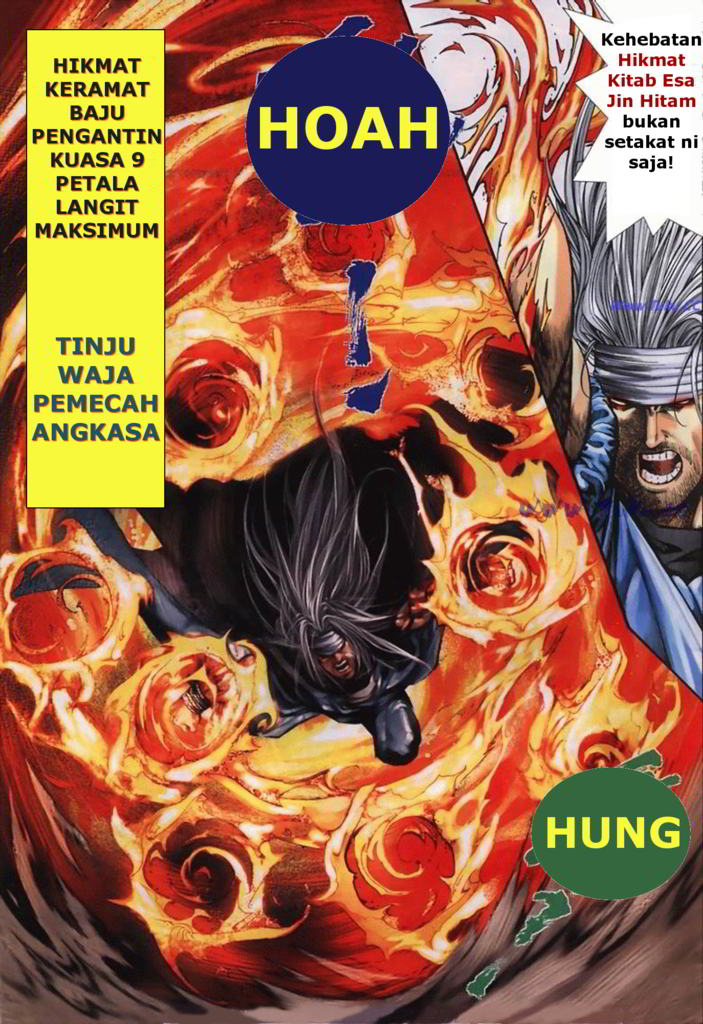 HIKMAT
KERAMAT
BAJU
PENGANTIN
KUASA 9
PETALA
LANGIT
MAKSIMUM
TINJU
WAJA
PEMECAH
ANGKASA
HOAH
Kehebatan
Hikmat
Kitab Esa
Jin Hitam
bukan
setakat ni
saja!
HUNG